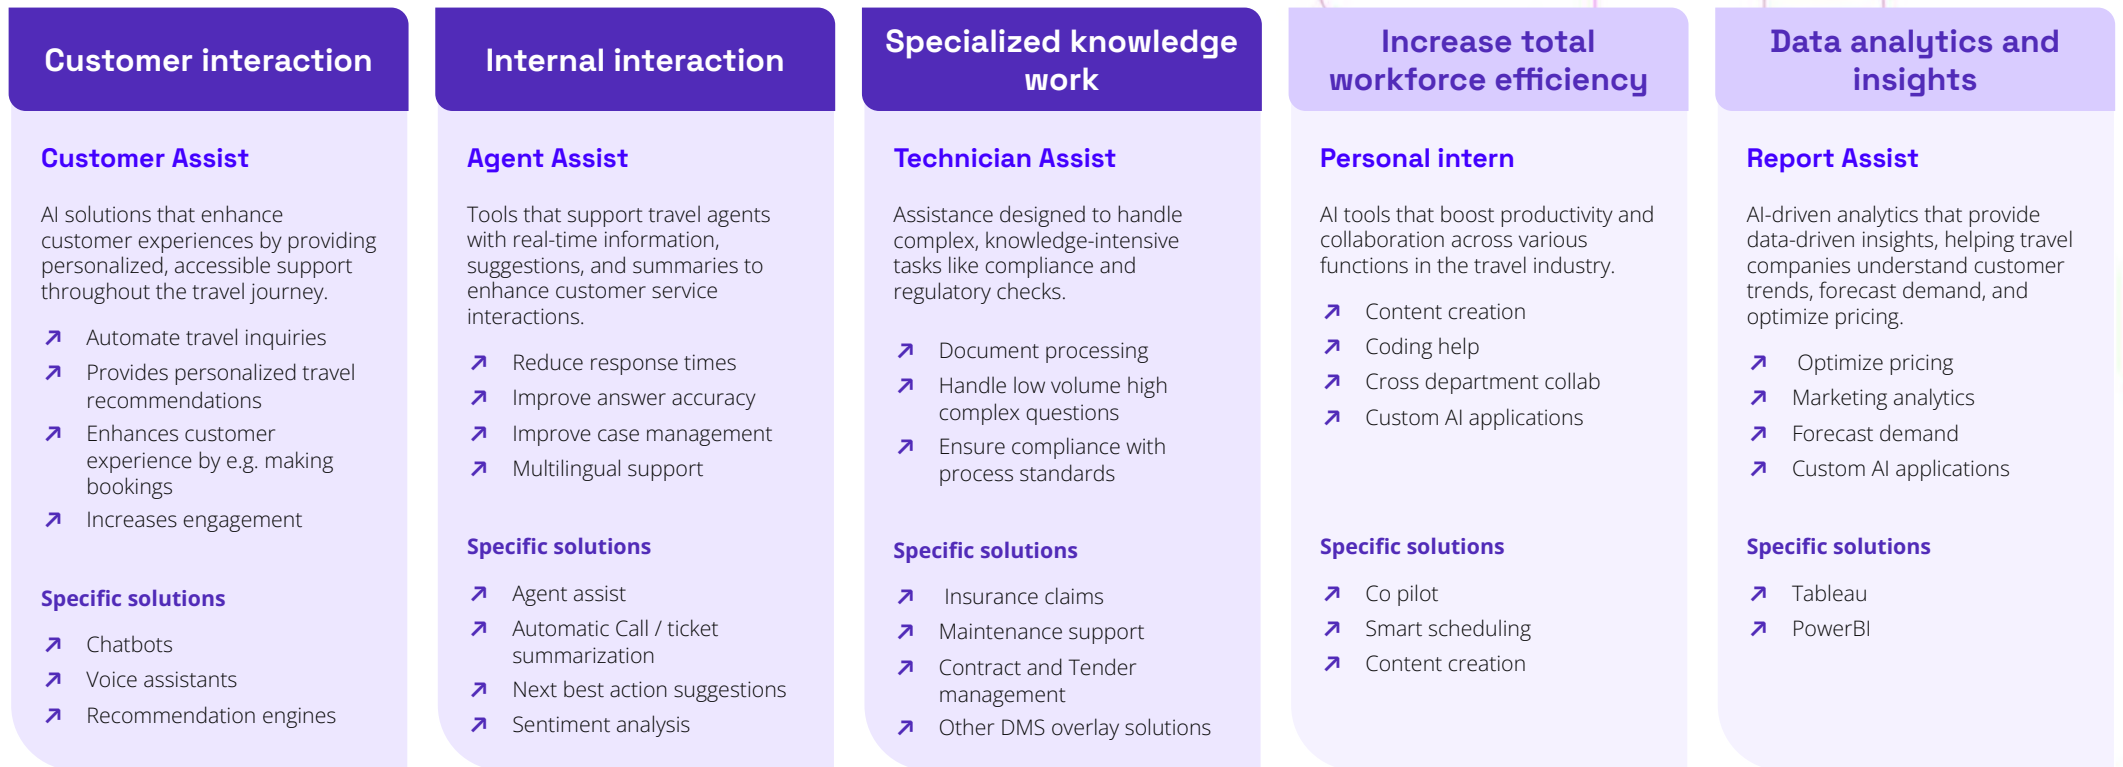 Customer interaction
Customer Assist
AI solutions that enhance
customer experiences by providing
personalized, accessible support
throughout the travel journey.
Automate travel inquiries
Provides personalized travel
recommendations
Enhances customer
experience by e.g. making
bookings
Increases engagement
Specific solutions
Chatbots
Voice assistants
Recommendation engines
Internal interaction
Agent Assist
Tools that support travel agents
with real-time information,
suggestions, and summaries to
enhance customer service
interactions.
Reduce response times
Improve answer accuracy
Improve case management
Multilingual support
Specific solutions
Agent assist
Automatic Call / ticket
summarization
Next best action suggestions
Sentiment analysis
Specialized knowledge
work
Technician Assist
Assistance designed to handle
complex, knowledge-intensive
tasks like compliance and
regulatory checks.
Document processing
Handle low volume high
complex questions
Ensure compliance with
process standards
Specific solutions
Insurance claims
Maintenance support
Contract and Tender
management
Other DMS overlay solutions
Increase total
workforce efficiency
Personal intern
AI tools that boost productivity and
collaboration across various
functions in the travel industry.
Content creation
Coding help
Cross department collab
Custom AI applications
Specific solutions
Co pilot
Smart scheduling
Content creation
Data analytics and
insights
Report Assist
AI-driven analytics that provide
data-driven insights, helping travel
companies understand customer
trends, forecast demand, and
optimize pricing.
Optimize pricing
Marketing analytics
Forecast demand
Custom AI applications
Specific solutions
Tableau
PowerBI